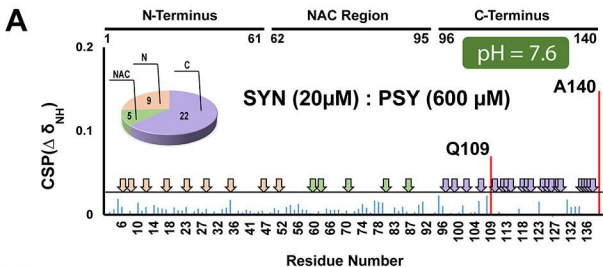 A
N-Terminus NAC Region C-Terminus
1 61 62 95 96 140
pH = 7.6
0.2
N C
NAC
9
5 22
SYN (20µM) : PSY (600 µM)
A140
CSP(Δ δNH)
0.1
Q109
0
6 10 14 18 23 27 32 36 41 47 52 56 60 65 70 74 78 83 87 92 96 100 104 109 113 118 123 127 131 136
Residue Number